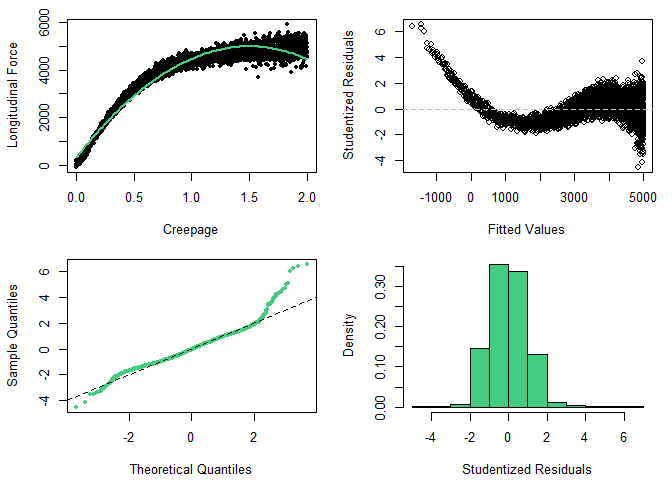 Longitudinal Force
0 2000 4000 6000
0.0 0.5 1.0 1.5 2.0
Creepage
Studentized Residuals
-4 -2 0 2 4 6
-1000 0 1000 3000 5000
Fitted Values
Sample Quantiles
-4 -2 0 2 4 6
-2 0 2
Theoretical Quantiles
Density
0.00 0.10 0.20 0.30
-4 -2 0 2 4 6
Studentized Residuals